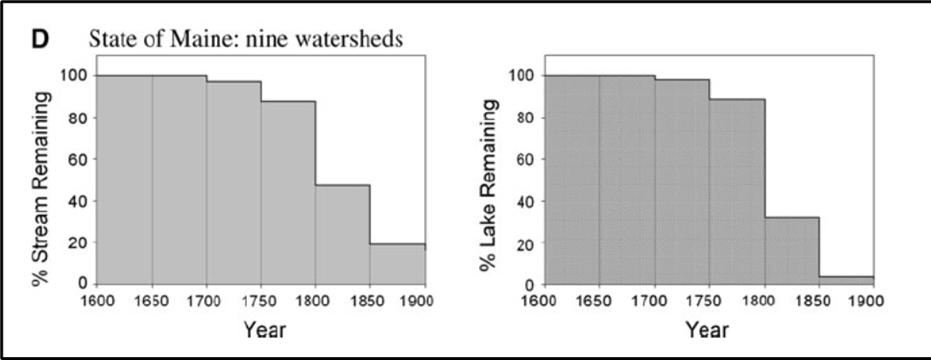 D State of Maine: nine watersheds
% Stream Remaining
100
80
60
40
20
0
1600 1650 1700 1750 1800 1850 1900
Year
% Lake Remaining
100
80
60
40
20
0
1600 1650 1700 1750 1800 1850 1900
Year